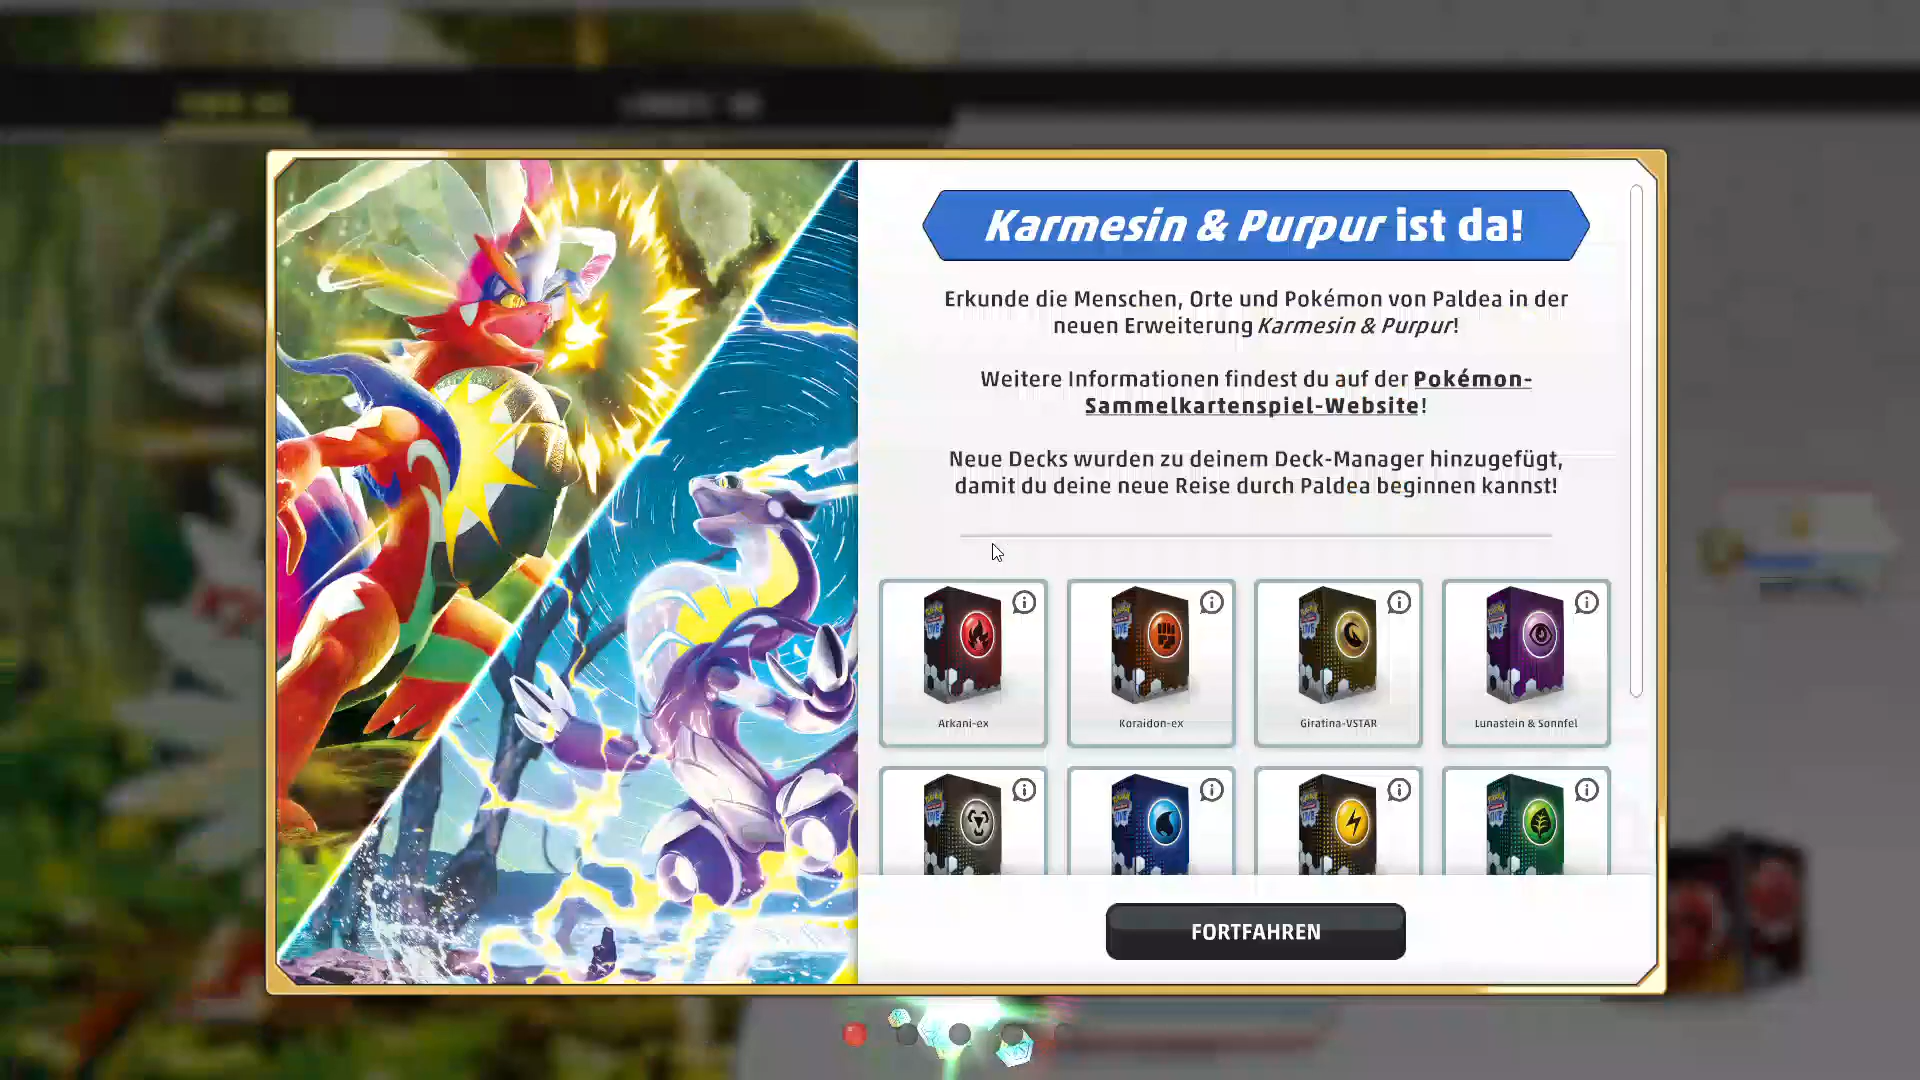 Karmesin & Purpur ist da!
Erkunde die Menschen, Orte und Pokémon von Paldea in der
neuen Erweiterung Karmesin & Purpur!
Weitere Informationen findest du auf der Pokémon-
Sammelkartenspiel-Website!
Neue Decks wurden zu deinem Deck-Manager hinzugefügt,
damit du deine neue Reise durch Paldea beginnen kannst!
Arkani-ex
Koraidon-ex
Giratina-VSTAR
Lunastein & Sonnfel
FORTFAHREN